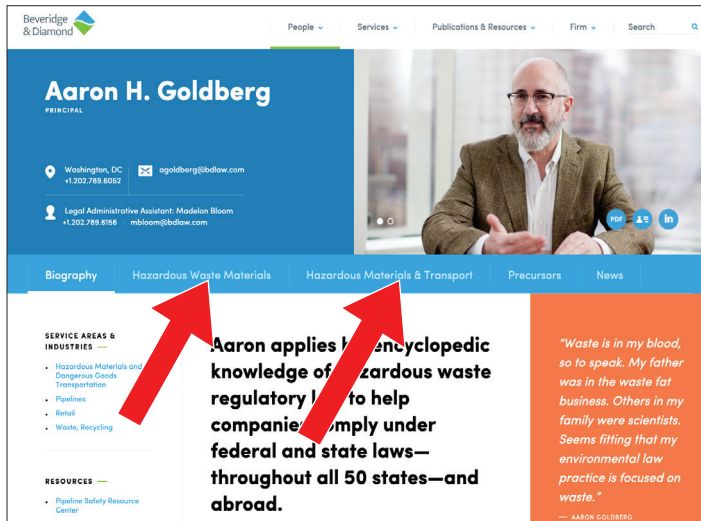 Beveridge
& Diamond
People
Services
Publications & Resources
Firm
Search
Aaron H. Goldberg
PRINCIPAL
Washington, DC
+1.202.789.6052
agoldberg@bdlaw.com
Legal Administrative Assistant: Madelon Bloom
+1.202.789.6156 | mbloom@bdlaw.com
PDF
in
Biography
Hazardous Waste Materials
Hazardous Materials & Transport
Precursors
News
SERVICE AREAS &
INDUSTRIES —
• Hazardous Materials and
Dangerous Goods
Transportation
• Pipelines
• Retail
• Waste, Recycling
RESOURCES —
• Pipeline Safety Resource
Center
Aaron applies encyclopedic
knowledge of hazardous waste
regulatory to help
companies comply under
federal and state laws—
throughout all 50 states—and
abroad.
"Waste is in my blood,
so to speak. My father
was in the waste fat
business. Others in my
family were scientists.
Seems fitting that my
environmental law
practice is focused on
waste."
— AARON GOLDBERG